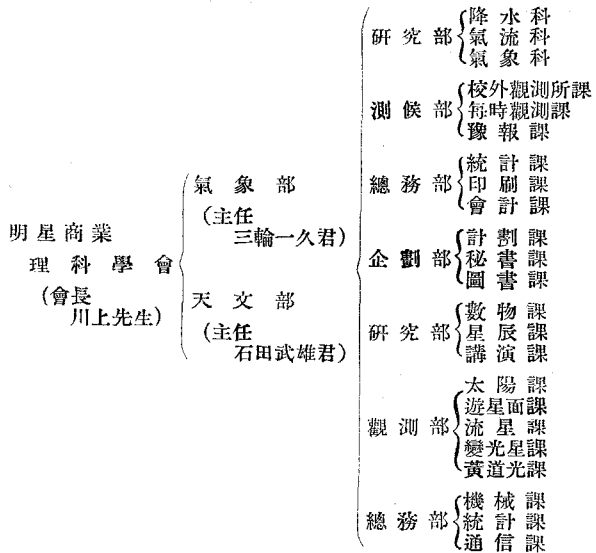 明星商業
理科學會
(會長
川上先生)
氣象部
(主任
三輪一久君)
天文部
(主任
石田武雄君)
研究部
降水科
氣流科
氣象科
測候部
校外觀測所課
每時觀測課
豫報課
總務部
統計課
印刷課
會計課
企劃部
計劃課
秘書課
圖書課
研究部
數物課
星辰課
講演課
觀測部
太陽課
遊星面課
流星課
變光星課
黃道光課
總務部
機械課
統計課
通信課